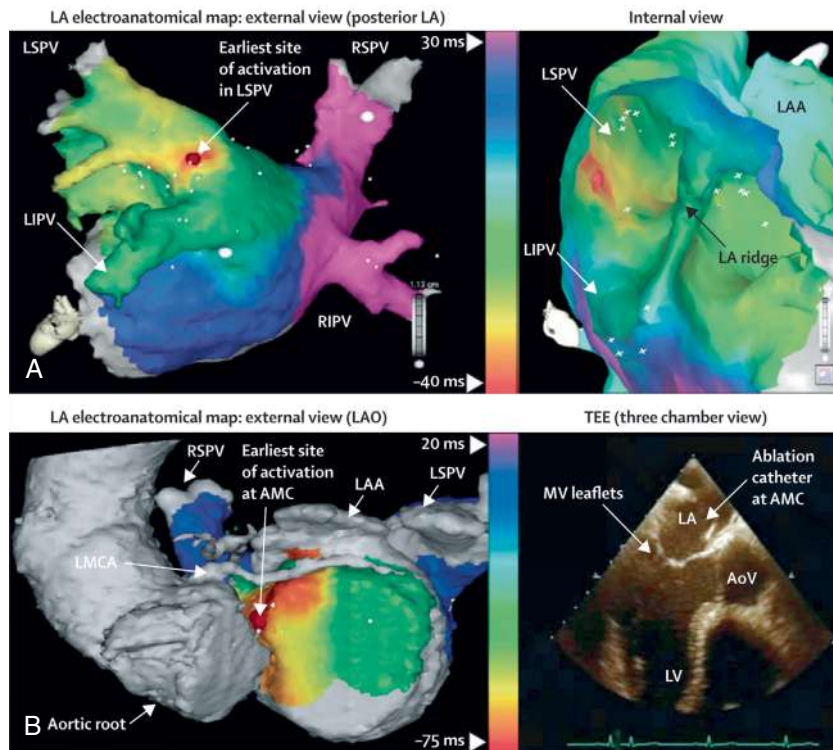 LA electroanatomical map: external view (posterior LA)
Internal view
LSPV
Earliest site
of activation
in LSPV
RSPV
30 ms
LIPV
RIPV
1.13 cm
−40 ms
A
LSPV
LAA
LIPV
LA ridge
LA electroanatomical map: external view (LAO)
TEE (three chamber view)
RSPV
Earliest site
of activation
at AMC
LAA
LSPV
20 ms
LMCA
Aortic root
−75 ms
B
MV leaflets
Ablation
catheter
at AMC
LA
AoV
LV